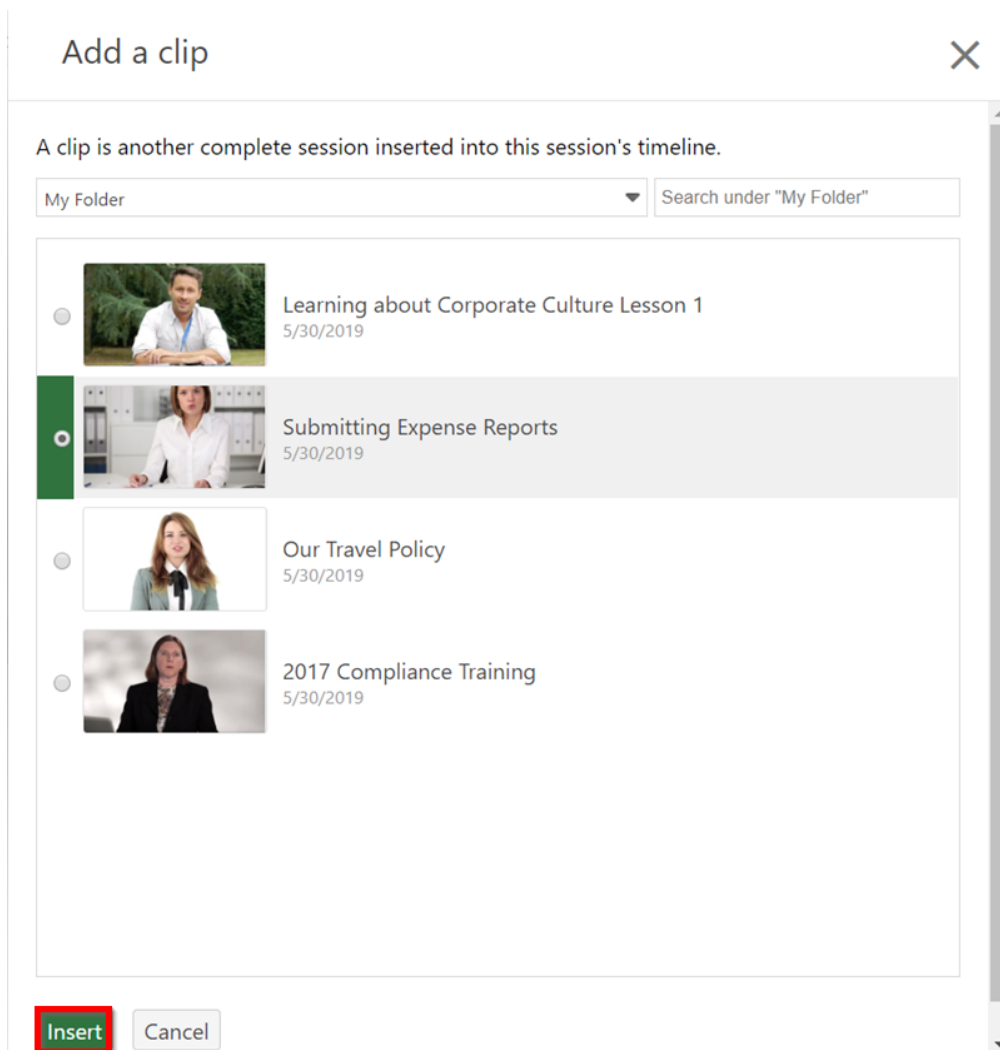 Add a clip
A clip is another complete session inserted into this session's timeline.
My Folder
Search under "My Folder"
Learning about Corporate Culture Lesson 1
5/30/2019
Submitting Expense Reports
5/30/2019
Our Travel Policy
5/30/2019
2017 Compliance Training
5/30/2019
Insert
Cancel